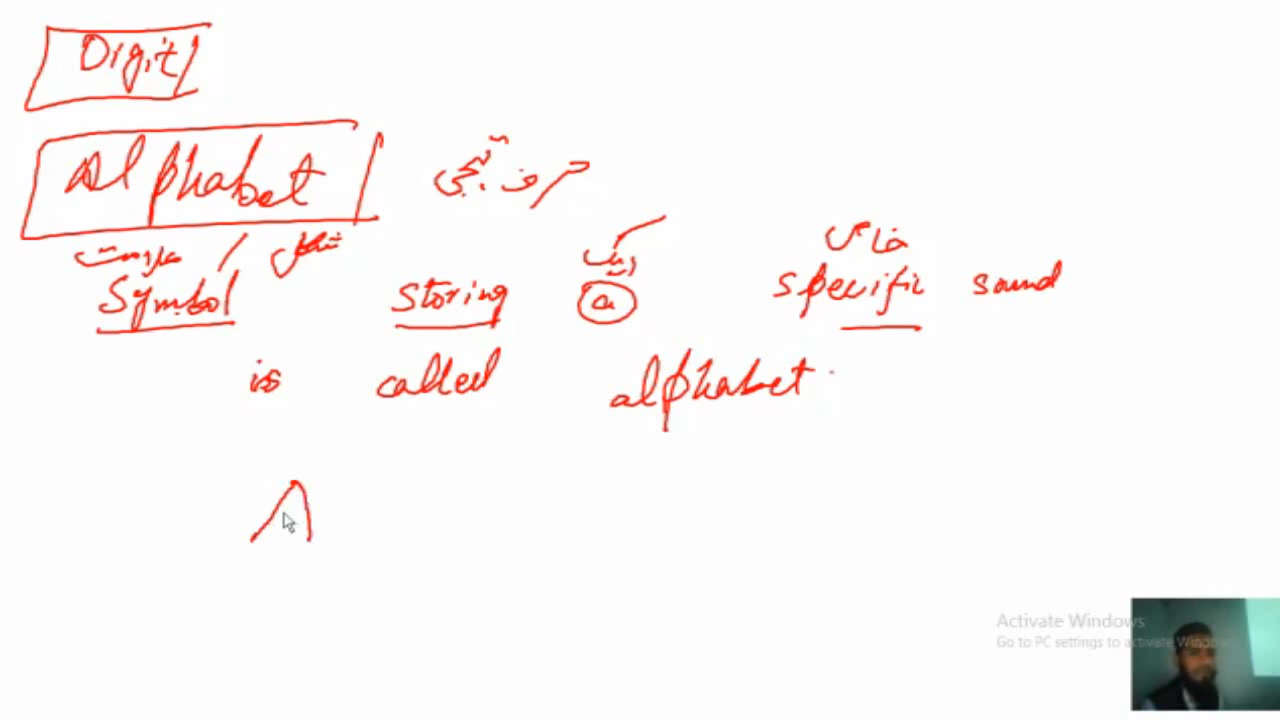 Digit
Alphabet حروف تہجی
علامت / شکل ایک خاص
Symbol storing a specific sound
is called alphabet.
Activate Windows
Go to PC settings to activate Windows.